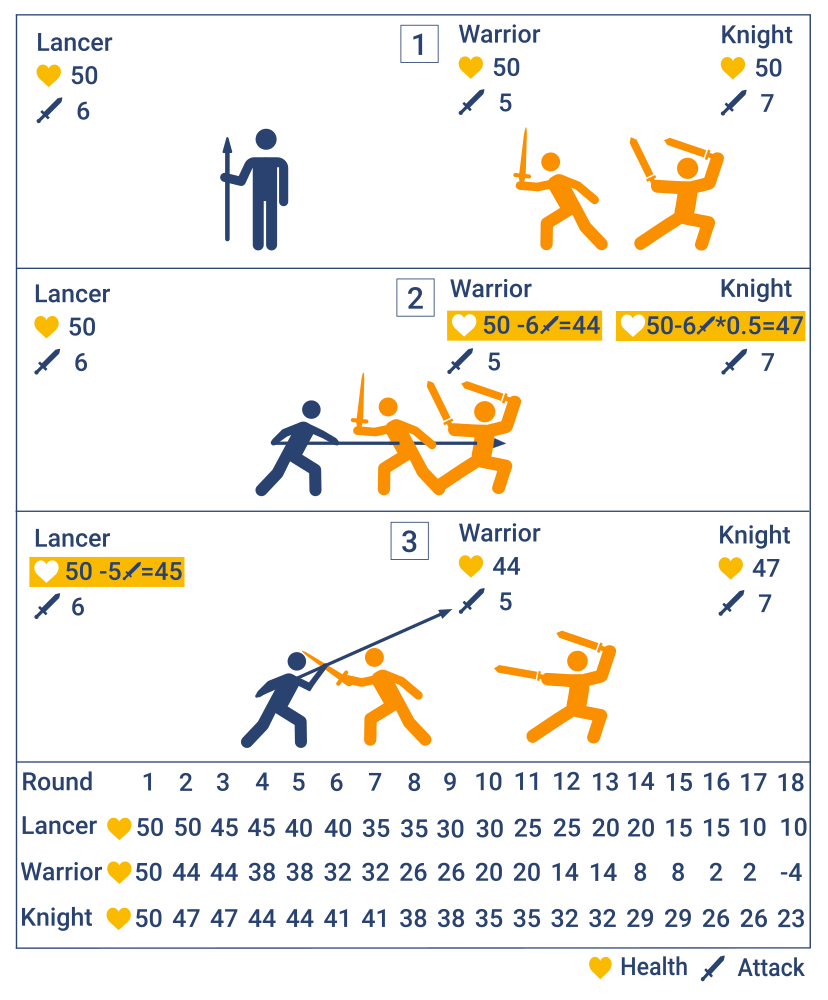 Lancer
50
6
1
Warrior
50
5
Knight
50
7
Lancer
50
6
2
Warrior
50 -6=44
5
Knight
50-6*0.5=47
7
Lancer
50 -5=45
6
3
Warrior
44
5
Knight
47
7
Round 1 2 3 4 5 6 7 8 9 10 11 12 13 14 15 16 17 18
Lancer 50 50 45 45 40 40 35 35 30 30 25 25 20 20 15 15 10 10
Warrior 50 44 44 38 38 32 32 26 26 20 20 14 14 8 8 2 2 -4
Knight 50 47 47 44 44 41 41 38 38 35 35 32 32 29 29 26 26 23
Health Attack